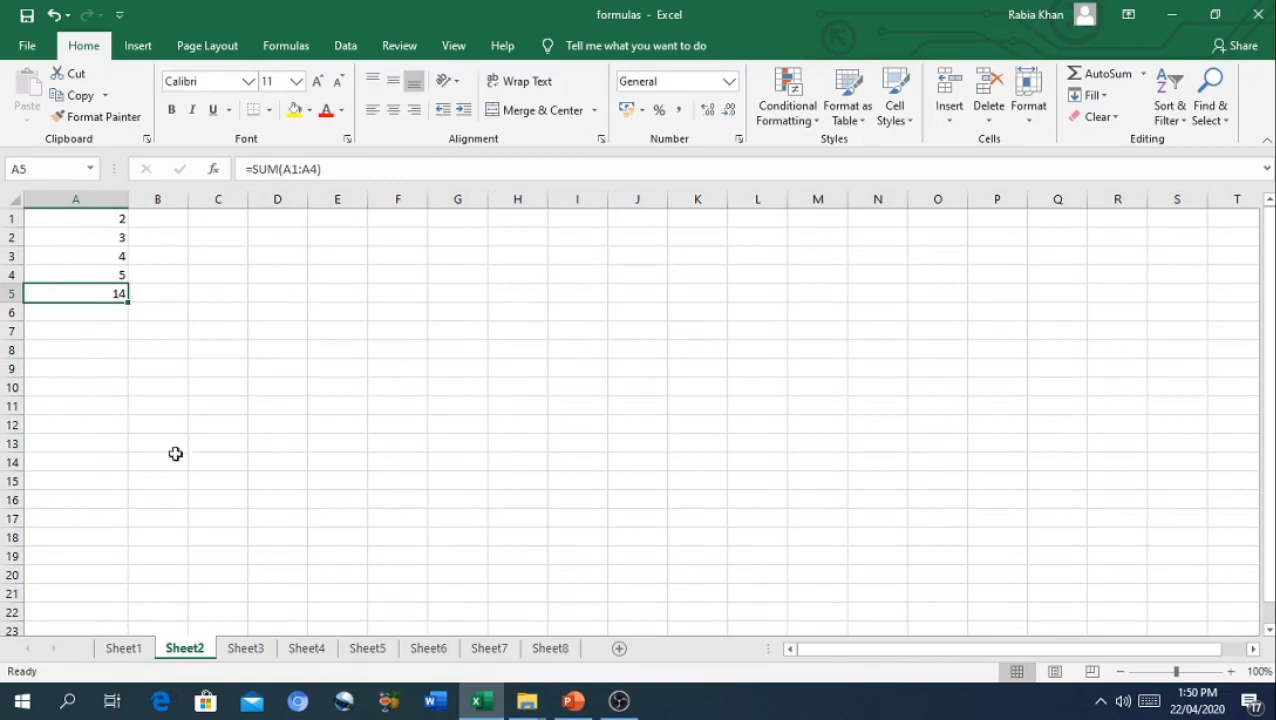 formulas - Excel
Rabia Khan
File Home Insert Page Layout Formulas Data Review View Help Tell me what you want to do Share
Paste
Cut
Copy
Format Painter
Clipboard
Calibri 11
B I U
Font
Wrap Text
Merge & Center
Alignment
General
Number
Conditional Formatting
Format as Table
Cell Styles
Styles
Insert
Delete
Format
Cells
AutoSum
Fill
Clear
Sort & Filter
Find & Select
Editing
A5 fx =SUM(A1:A4)
A B C D E F G H I J K L M N O P Q R S T
1 2
2 3
3 4
4 5
5 14
6
7
8
9
10
11
12
13
14
15
16
17
18
19
20
21
22
23
Sheet1 Sheet2 Sheet3 Sheet4 Sheet5 Sheet6 Sheet7 Sheet8
Ready 100%
1:50 PM
22/04/2020
17